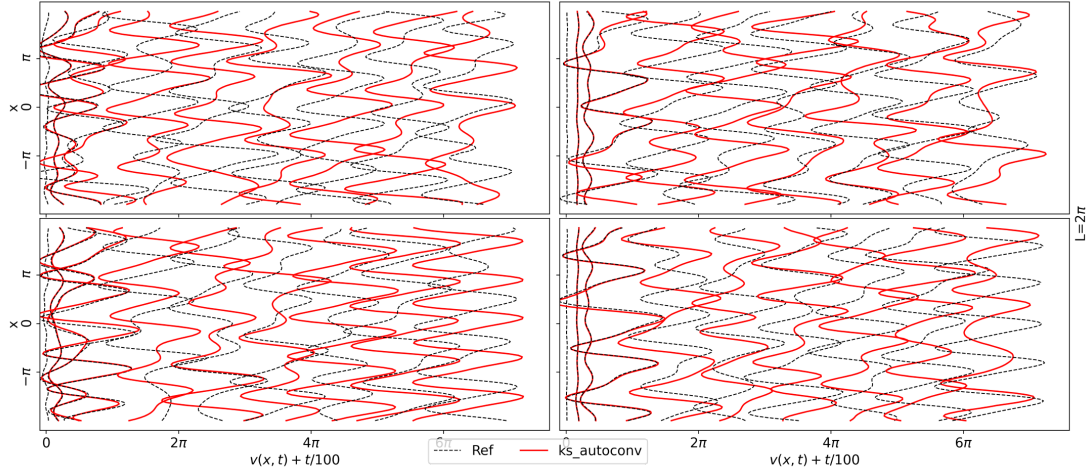 π
x
0
−π
L=2π
π
x
0
−π
0
2π
4π
6π
0
2π
4π
6π
v(x, t) + t/100
Ref
ks_autoconv
v(x, t) + t/100